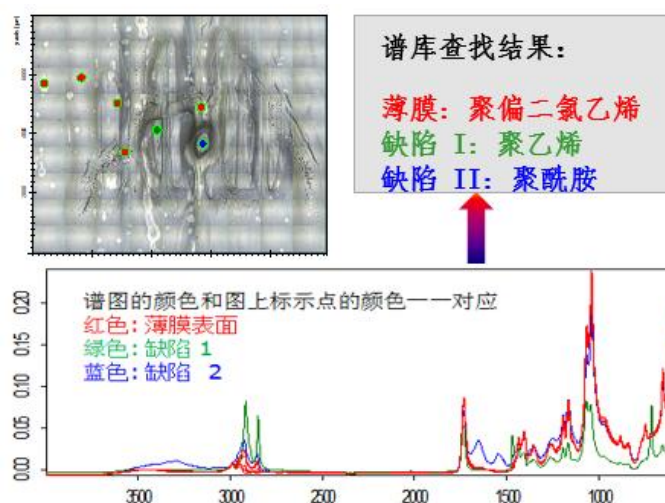 谱库查找结果：
薄膜：聚偏二氯乙烯
缺陷 I：聚乙烯
缺陷 II：聚酰胺
谱图的颜色和图上标示点的颜色一一对应
红色：薄膜表面
绿色：缺陷 1
蓝色：缺陷 2
0.20
0.15
0.10
0.05
0.00
3500 3000 2500 2000 1500 1000